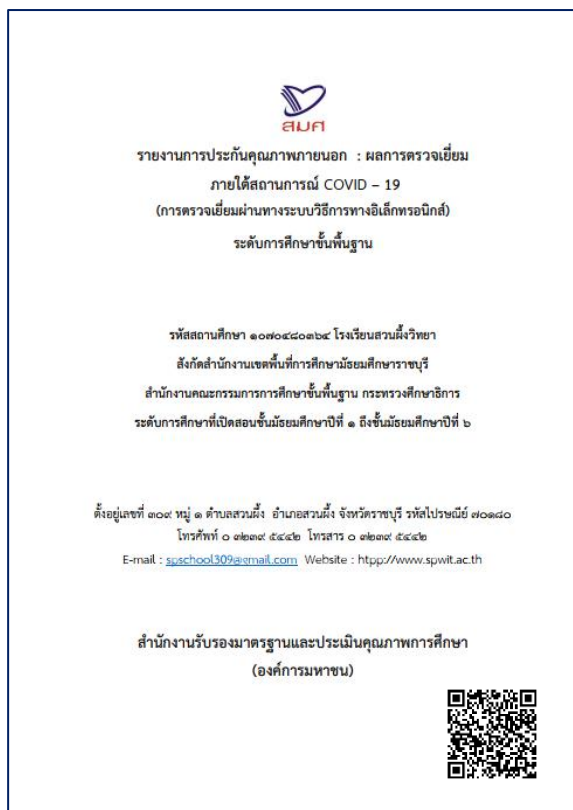 สมศ
รายงานการประกันคุณภาพภายนอก : ผลการตรวจเยี่ยม
ภายใต้สถานการณ์ COVID – 19
(การตรวจเยี่ยมผ่านทางระบบวิธีการทางอิเล็กทรอนิกส์)
ระดับการศึกษาขั้นพื้นฐาน
รหัสสถานศึกษา ๑๐๗๐๔๘๐๓๖๔ โรงเรียนสวนผึ้งวิทยา
สังกัดสำนักงานเขตพื้นที่การศึกษามัธยมศึกษาราชบุรี
สำนักงานคณะกรรมการการศึกษาขั้นพื้นฐาน กระทรวงศึกษาธิการ
ระดับการศึกษาที่เปิดสอนชั้นมัธยมศึกษาปีที่ ๑ ถึงชั้นมัธยมศึกษาปีที่ ๖
ตั้งอยู่เลขที่ ๓๐๙ หมู่ ๑ ตำบลสวนผึ้ง อำเภอสวนผึ้ง จังหวัดราชบุรี รหัสไปรษณีย์ ๗๐๑๘๐
โทรศัพท์ ๐ ๓๒๓๙ ๕๔๔๒ โทรสาร ๐ ๓๒๓๙ ๕๔๔๒
E-mail : spschool309@gmail.com Website : htpp://www.spwit.ac.th
สำนักงานรับรองมาตรฐานและประเมินคุณภาพการศึกษา
(องค์การมหาชน)